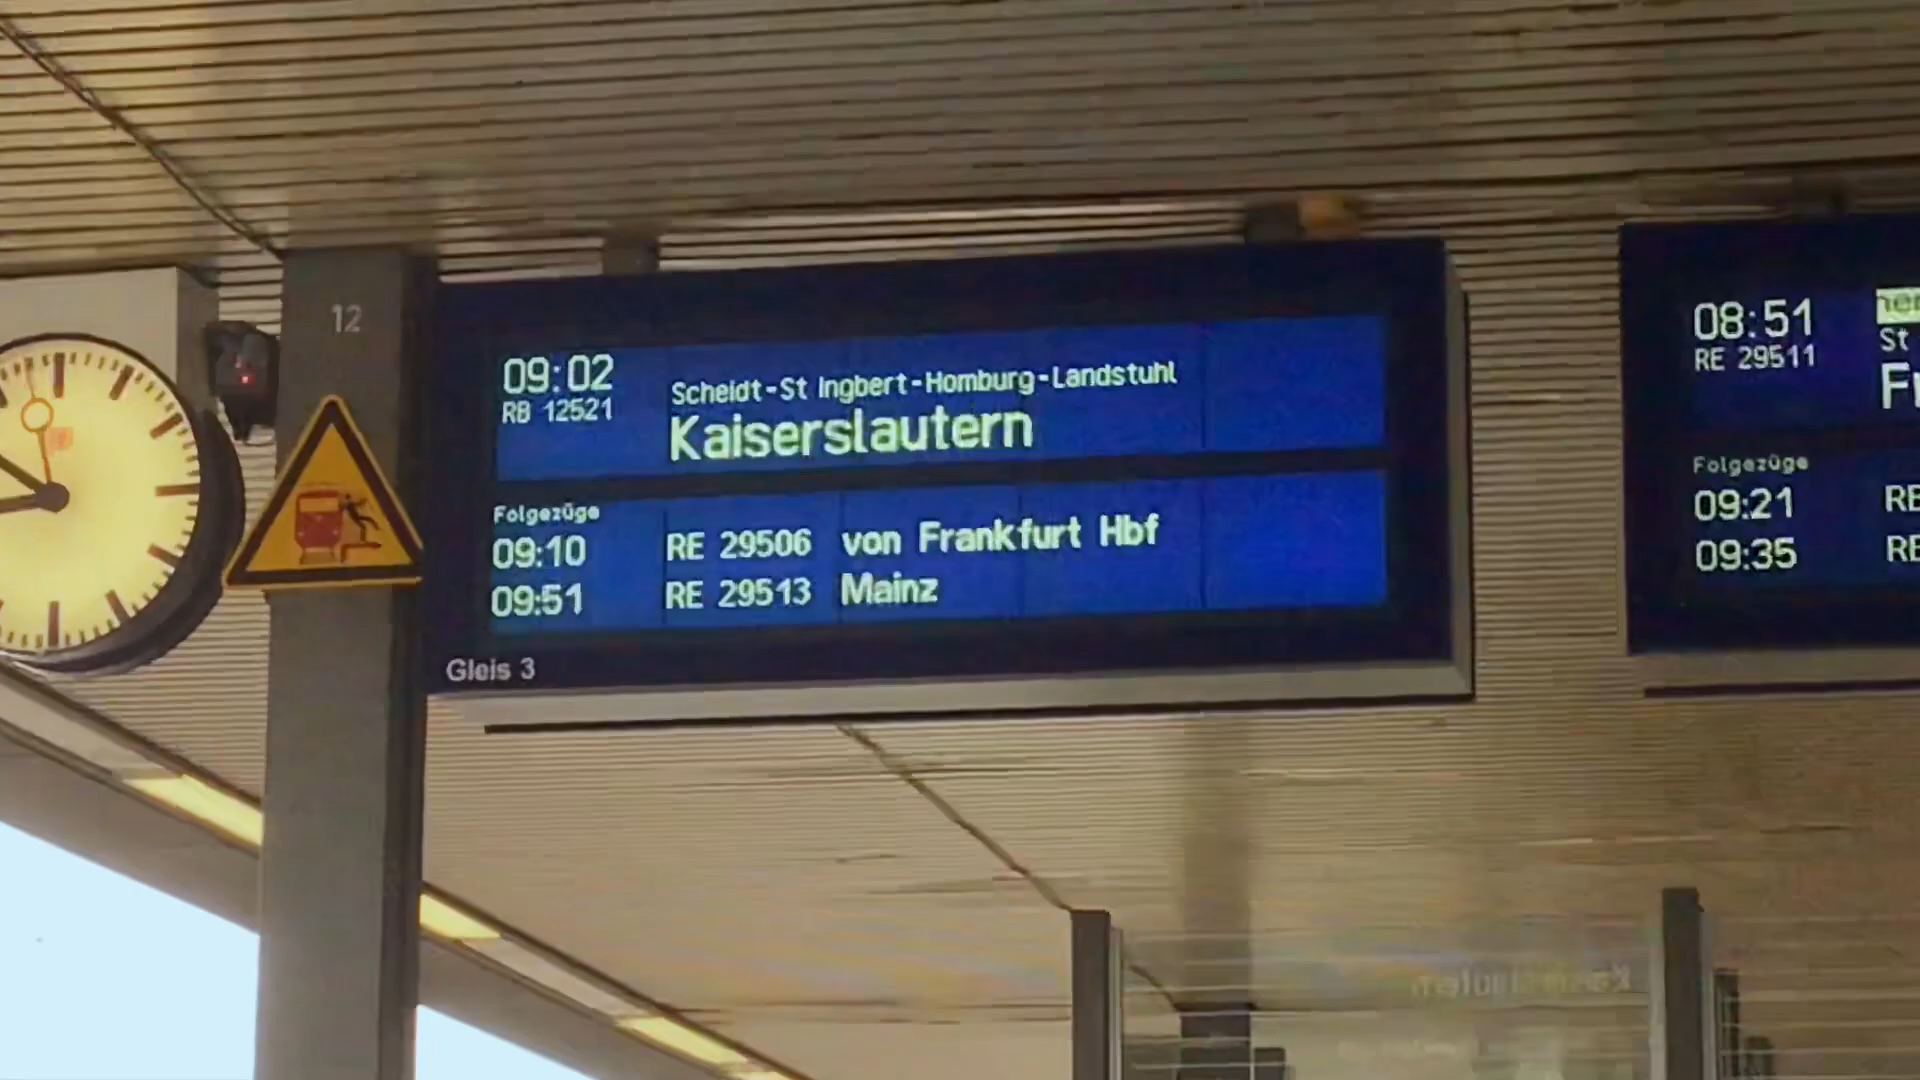 12
09:02
RB 12521
Scheidt-St Ingbert-Homburg-Landstuhl
Kaiserslautern
Folgezüge
09:10 RE 29506 von Frankfurt Hbf
09:51 RE 29513 Mainz
Gleis 3
08:51
RE 29511
St
Fr
Folgezüge
09:21 RE
09:35 RE